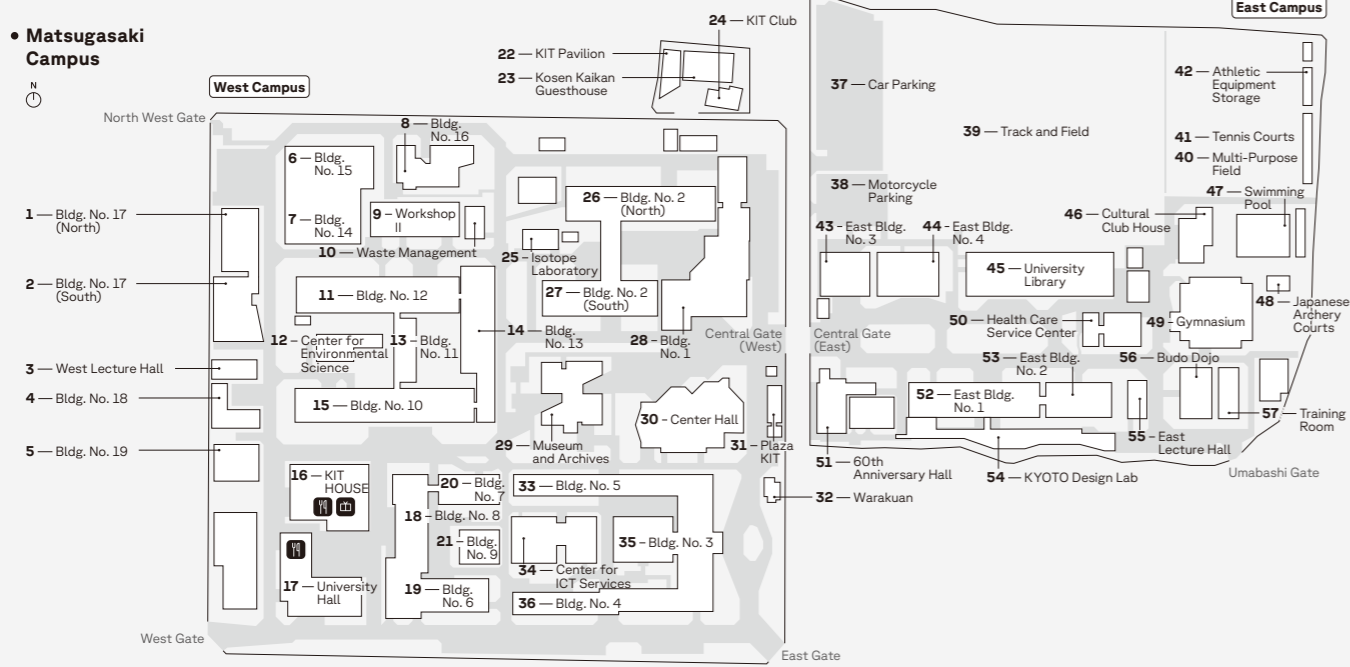 • Matsugasaki
Campus
N
West Campus
East Campus
North West Gate
24 — KIT Club
22 — KIT Pavilion
23 — Kosen Kaikan
Guesthouse
37 — Car Parking
39 — Track and Field
42 — Athletic
Equipment
Storage
41 — Tennis Courts
40 — Multi-Purpose
Field
38 — Motorcycle
Parking
47 — Swimming
Pool
46 — Cultural
Club House
8 — Bldg.
No. 16
6 — Bldg.
No. 15
7 — Bldg.
No. 14
9 – Workshop
II
10 — Waste Management
1 — Bldg. No. 17
(North)
2 — Bldg. No. 17
(South)
3 — West Lecture Hall
4 — Bldg. No. 18
5 — Bldg. No. 19
11 — Bldg. No. 12
12 — Center for
Environmental
Science
13 – Bldg.
No. 11
14 — Bldg.
No. 13
15 — Bldg. No. 10
25 – Isotope
Laboratory
26 – Bldg. No. 2
(North)
27 – Bldg. No. 2
(South)
28 – Bldg.
No. 1
Central Gate
(West)
Central Gate
(East)
43 – East Bldg.
No. 3
44 – East Bldg.
No. 4
45 — University
Library
48 — Japanese
Archery
Courts
49 – Gymnasium
50 — Health Care
Service Center
53 – East Bldg.
No. 2
56 – Budo Dojo
52 — East Bldg.
No. 1
57 – Training
Room
55 – East
Lecture Hall
Umabashi Gate
54 – KYOTO Design Lab
51 — 60th
Anniversary Hall
29 — Museum
and Archives
30 – Center Hall
31 – Plaza
KIT
32 — Warakuan
16 – KIT
HOUSE
17 – University
Hall
18 – Bldg. No. 8
19 — Bldg.
No. 6
20 – Bldg.
No. 7
21 – Bldg.
No. 9
33 — Bldg. No. 5
34 — Center for
ICT Services
35 – Bldg. No. 3
36 — Bldg. No. 4
West Gate
East Gate